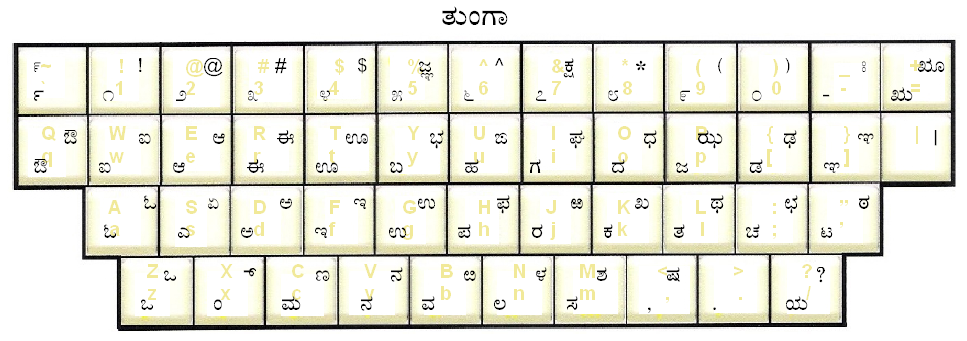 ತುಂಗಾ
~ ! ! @ @ # # $ $ % ಜ್ಞ ^ ^ & ಕ್ಷ * * ( ( ) ) _ ಃ + ೠ
೯ ೧ 1 ೨ 2 ೩ 3 ೪ 4 ೫ 5 ೬ 6 ೭ 7 ೮ 8 ೯ 9 ೦ 0 - - ಋ =
Q ಔ W ಐ E ಆ R ಈ T ಊ Y ಭ U ಙ I ಘ O ಧ P ಝ { ಢ } ಞ | |
ಔ q ಐ w ಆ e ಈ r ಊ t ಬ y ಹ u ಗ i ದ o ಜ p ಡ [ ಞ ]
A ಓ S ಏ D ಅ F ಇ G ಉ H ಫ J ಱ K ಖ L ಥ : ಛ " ಠ
ಓ a ಎ s ಅ d ಇ f ಉ g ಪ h ರ j ಕ k ತ l ಚ ; ಟ '
Z ಒ X ್ C ಣ V ನ B ಱ N ಳ M ಶ < ಷ > ? ?
ಒ z ಂ x ಮ c ನ v ವ b ಲ n ಸ m , , . . ಯ /